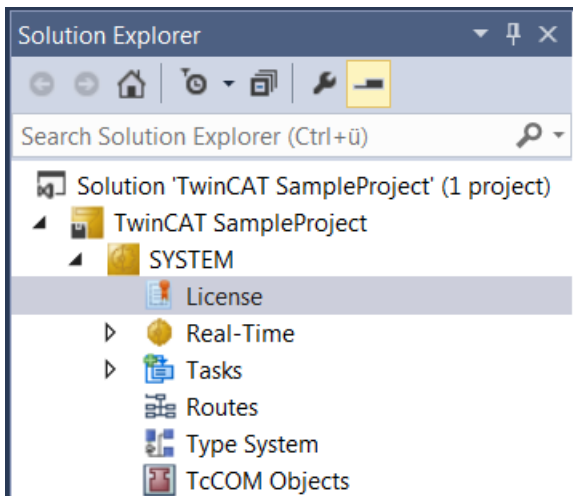 Solution Explorer
Search Solution Explorer (Ctrl+ü)
Solution 'TwinCAT SampleProject' (1 project)
TwinCAT SampleProject
SYSTEM
License
Real-Time
Tasks
Routes
Type System
TcCOM Objects